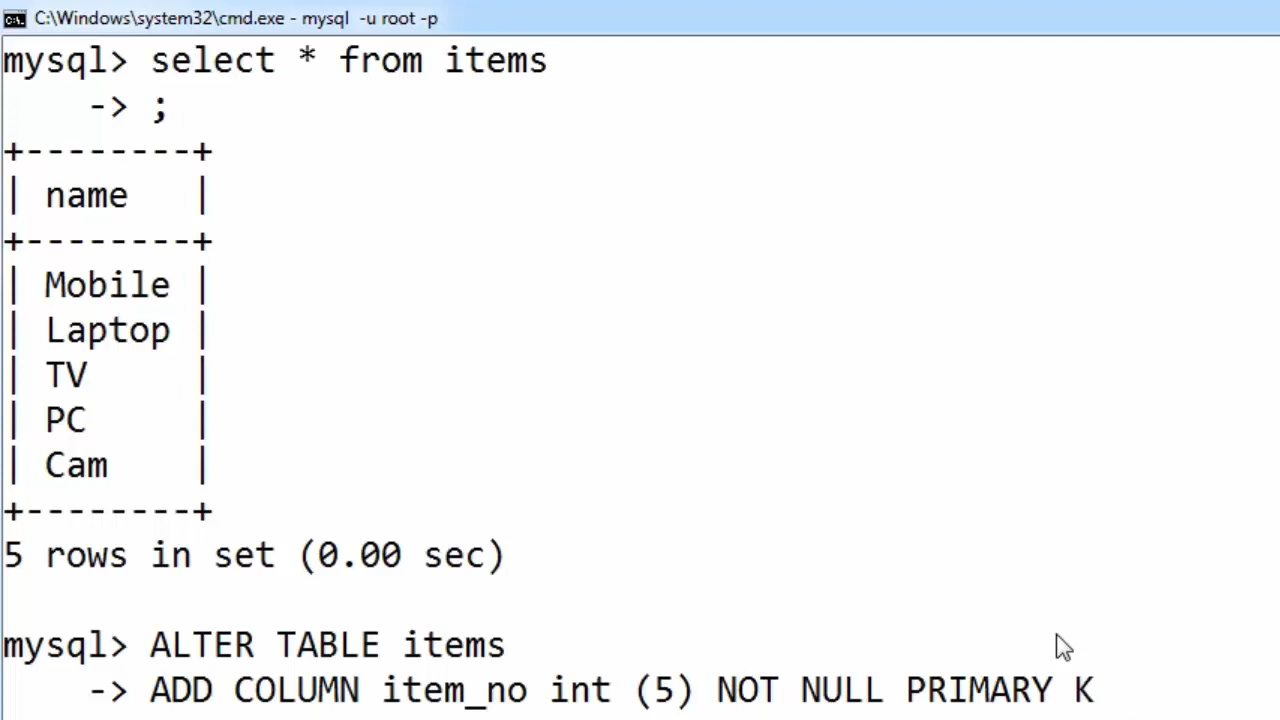 C:\Windows\system32\cmd.exe - mysql  -u root -p
mysql> select * from items
    -> ;
+--------+
| name   |
+--------+
| Mobile |
| Laptop |
| TV     |
| PC     |
| Cam    |
+--------+
5 rows in set (0.00 sec)
mysql> ALTER TABLE items
    -> ADD COLUMN item_no int (5) NOT NULL PRIMARY K